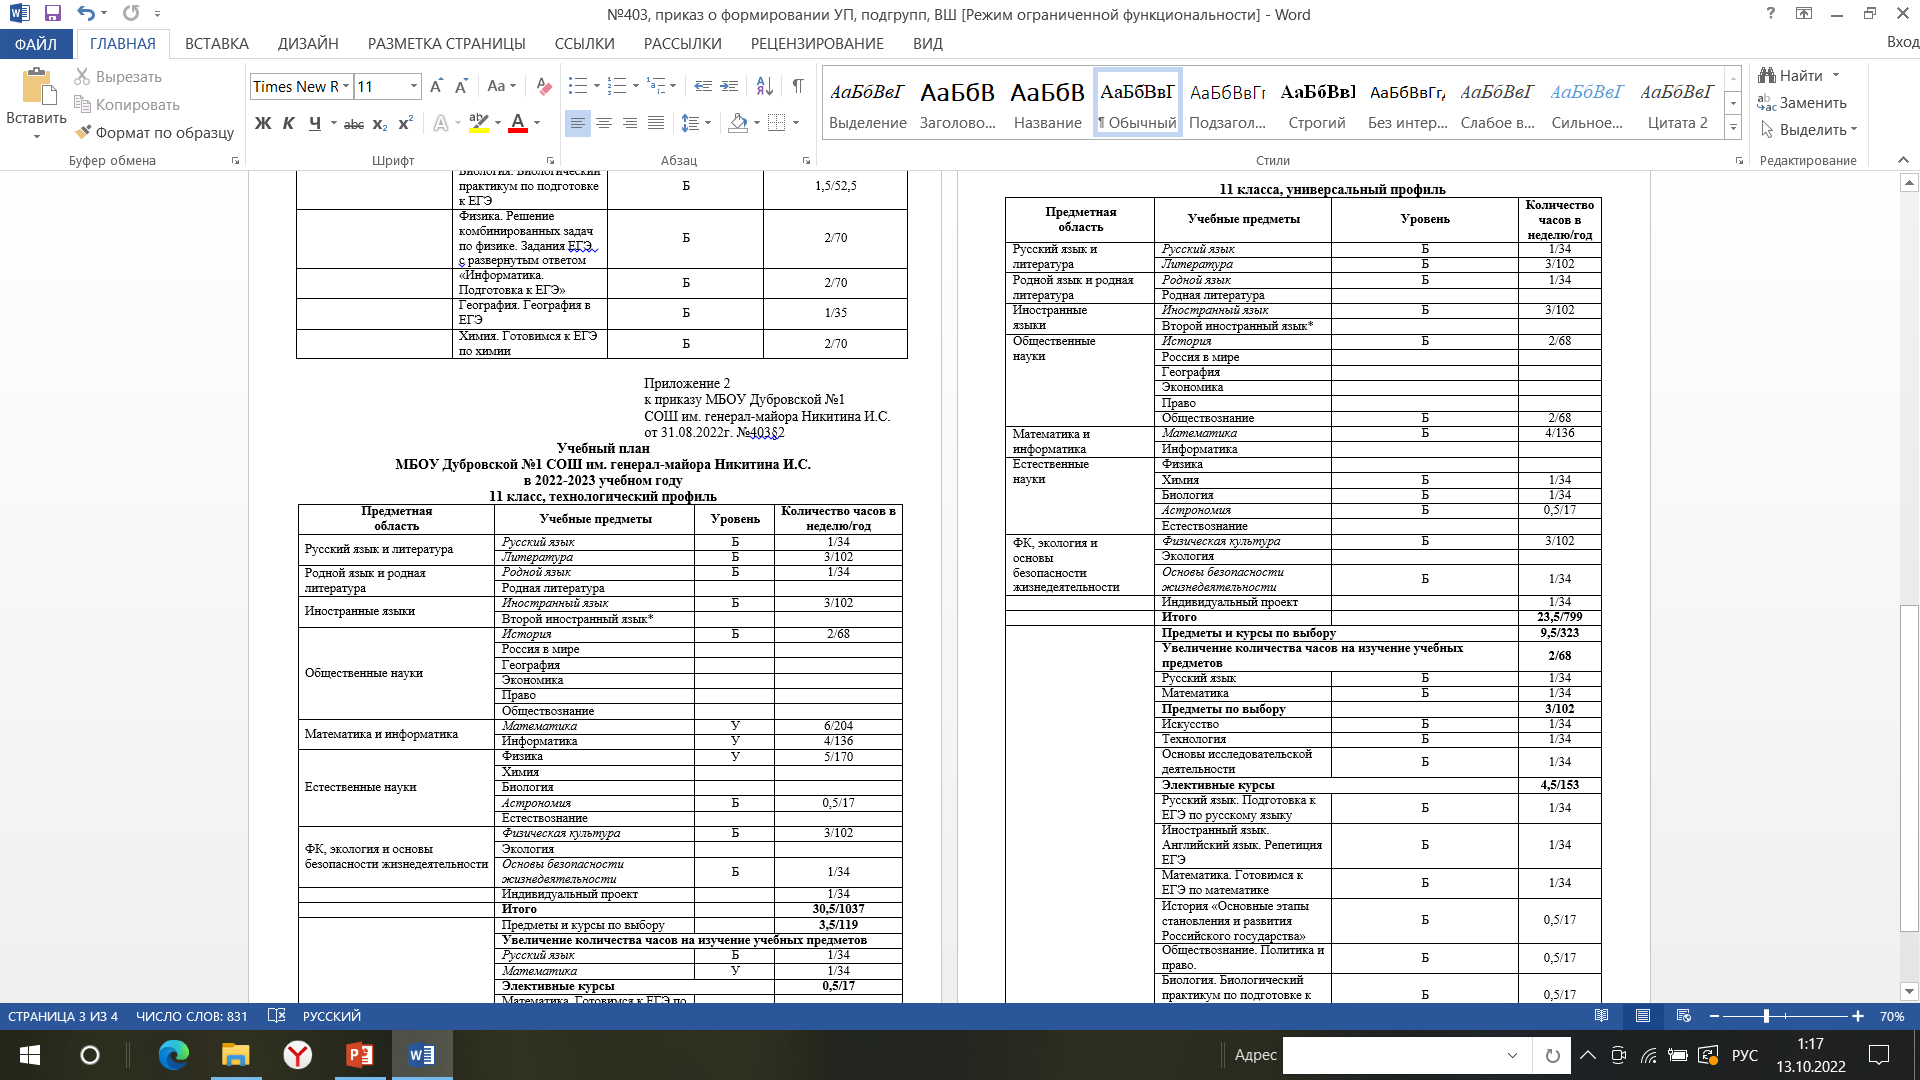 №403, приказ о формировании УП, подгрупп, ВШ [Режим ограниченной функциональности] - Word
ФАЙЛ ГЛАВНАЯ ВСТАВКА ДИЗАЙН РАЗМЕТКА СТРАНИЦЫ ССЫЛКИ РАССЫЛКИ РЕЦЕНЗИРОВАНИЕ ВИД Вход
Вставить
Вырезать
Копировать
Формат по образцу
Буфер обмена
Times New R 11
Ж К Ч abc x₂ x²
Шрифт
Абзац
АаБбВвГ АаБбВ АаБбВ АаБбВвГ АаБбВвГг АаБбВвІ АаБбВвГг, АаБбВвГ АаБбВвГ АаБбВвГ
Выделение Заголово... Название ¶ Обычный Подзагол... Строгий Без интер... Слабое в... Сильное... Цитата 2
Стили
Найти
Заменить
Выделить
Редактирование
Биология. Биологический
практикум по подготовке Б 1,5/52,5
к ЕГЭ
Физика. Решение
комбинированных задач
по физике. Задания ЕГЭ Б 2/70
с развернутым ответом
«Информатика.
Подготовка к ЕГЭ» Б 2/70
География. География в
ЕГЭ Б 1/35
Химия. Готовимся к ЕГЭ
по химии Б 2/70
Приложение 2
к приказу МБОУ Дубровской №1
СОШ им. генерал-майора Никитина И.С.
от 31.08.2022г. №403§2
Учебный план
МБОУ Дубровской №1 СОШ им. генерал-майора Никитина И.С.
в 2022-2023 учебном году
11 класс, технологический профиль
Предметная область Учебные предметы Уровень Количество часов в неделю/год
Русский язык и литература Русский язык Б 1/34
Литература Б 3/102
Родной язык и родная литература Родной язык Б 1/34
Родная литература
Иностранные языки Иностранный язык Б 3/102
Второй иностранный язык*
Общественные науки История Б 2/68
Россия в мире
География
Экономика
Право
Обществознание
Математика и информатика Математика У 6/204
Информатика У 4/136
Естественные науки Физика У 5/170
Химия
Биология
Астрономия Б 0,5/17
Естествознание
ФК, экология и основы безопасности жизнедеятельности Физическая культура Б 3/102
Экология
Основы безопасности жизнедеятельности Б 1/34
Индивидуальный проект 1/34
Итого 30,5/1037
Предметы и курсы по выбору 3,5/119
Увеличение количества часов на изучение учебных предметов
Русский язык Б 1/34
Математика У 1/34
Элективные курсы 0,5/17
Математика. Готовимся к ЕГЭ по
11 класса, универсальный профиль
Предметная область Учебные предметы Уровень Количество часов в неделю/год
Русский язык и литература Русский язык Б 1/34
Литература Б 3/102
Родной язык и родная литература Родной язык Б 1/34
Родная литература
Иностранные языки Иностранный язык Б 3/102
Второй иностранный язык*
Общественные науки История Б 2/68
Россия в мире
География
Экономика
Право
Обществознание Б 2/68
Математика и информатика Математика Б 4/136
Информатика
Естественные науки Физика
Химия Б 1/34
Биология Б 1/34
Астрономия Б 0,5/17
Естествознание
ФК, экология и основы безопасности жизнедеятельности Физическая культура Б 3/102
Экология
Основы безопасности жизнедеятельности Б 1/34
Индивидуальный проект 1/34
Итого 23,5/799
Предметы и курсы по выбору 9,5/323
Увеличение количества часов на изучение учебных предметов 2/68
Русский язык Б 1/34
Математика Б 1/34
Предметы по выбору 3/102
Искусство Б 1/34
Технология Б 1/34
Основы исследовательской деятельности Б 1/34
Элективные курсы 4,5/153
Русский язык. Подготовка к ЕГЭ по русскому языку Б 1/34
Иностранный язык. Английский язык. Репетиция ЕГЭ Б 1/34
Математика. Готовимся к ЕГЭ по математике Б 1/34
История «Основные этапы становления и развития Российского государства» Б 0,5/17
Обществознание. Политика и право. Б 0,5/17
Биология. Биологический практикум по подготовке к Б 0,5/17
СТРАНИЦА 3 ИЗ 4 ЧИСЛО СЛОВ: 831 РУССКИЙ 70%
Адрес РУС 1:17
13.10.2022